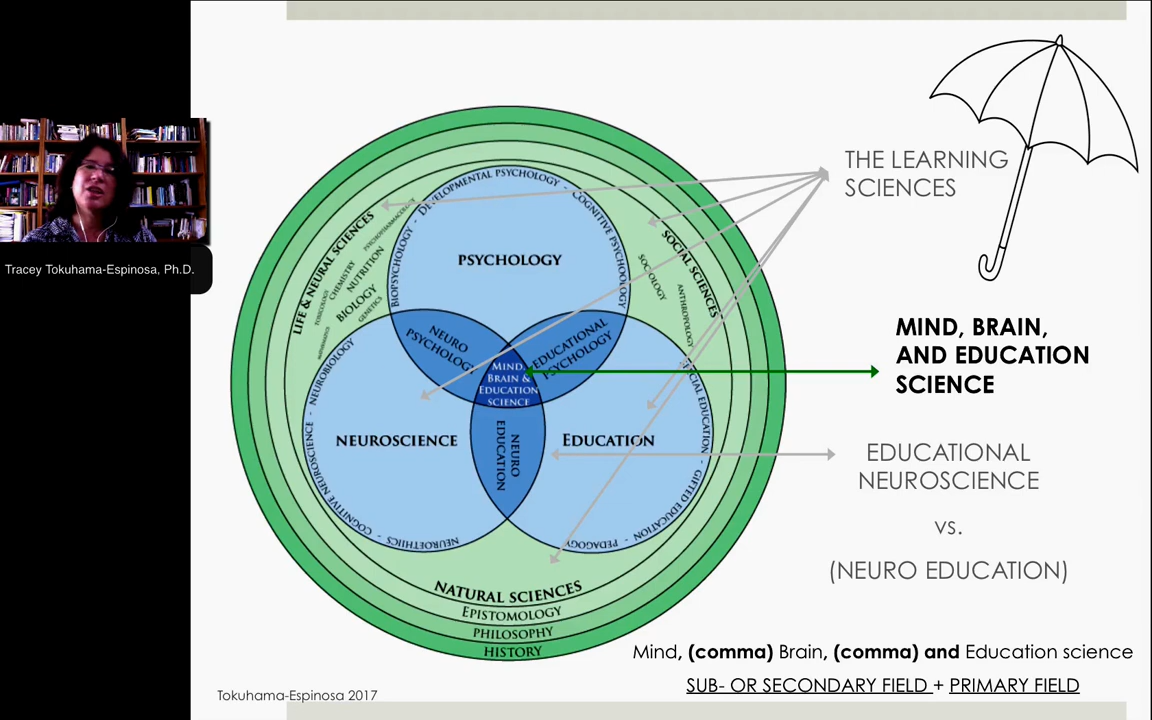 Tracey Tokuhama-Espinosa, Ph.D.
THE LEARNING
SCIENCES
MIND, BRAIN,
AND EDUCATION
SCIENCE
EDUCATIONAL
NEUROSCIENCE
vs.
(NEURO EDUCATION)
BIOPSYCHOLOGY - DEVELOPMENTAL PSYCHOLOGY - COGNITIVE PSYCHOLOGY
PSYCHOLOGY
LIFE & NEURAL SCIENCES
PSYCHOPHARMACOLOGY
NUTRITION
CHEMISTRY
BIOLOGY
GENETICS
SOCIAL SCIENCES
SOCIOLOGY
ANTHROPOLOGY
NEURO
PSYCHOLOGY
EDUCATIONAL
PSYCHOLOGY
MIND,
BRAIN &
EDUCATION
SCIENCE
NEUROSCIENCE
EDUCATION
NEURO
EDUCATION
NEUROETHICS - COGNITIVE NEUROSCIENCE - NEUROBIOLOGY
SPECIAL EDUCATION - GIFTED EDUCATION - PEDAGOGY
NATURAL SCIENCES
EPISTOMOLOGY
PHILOSOPHY
HISTORY
Mind, (comma) Brain, (comma) and Education science
SUB- OR SECONDARY FIELD + PRIMARY FIELD
Tokuhama-Espinosa 2017